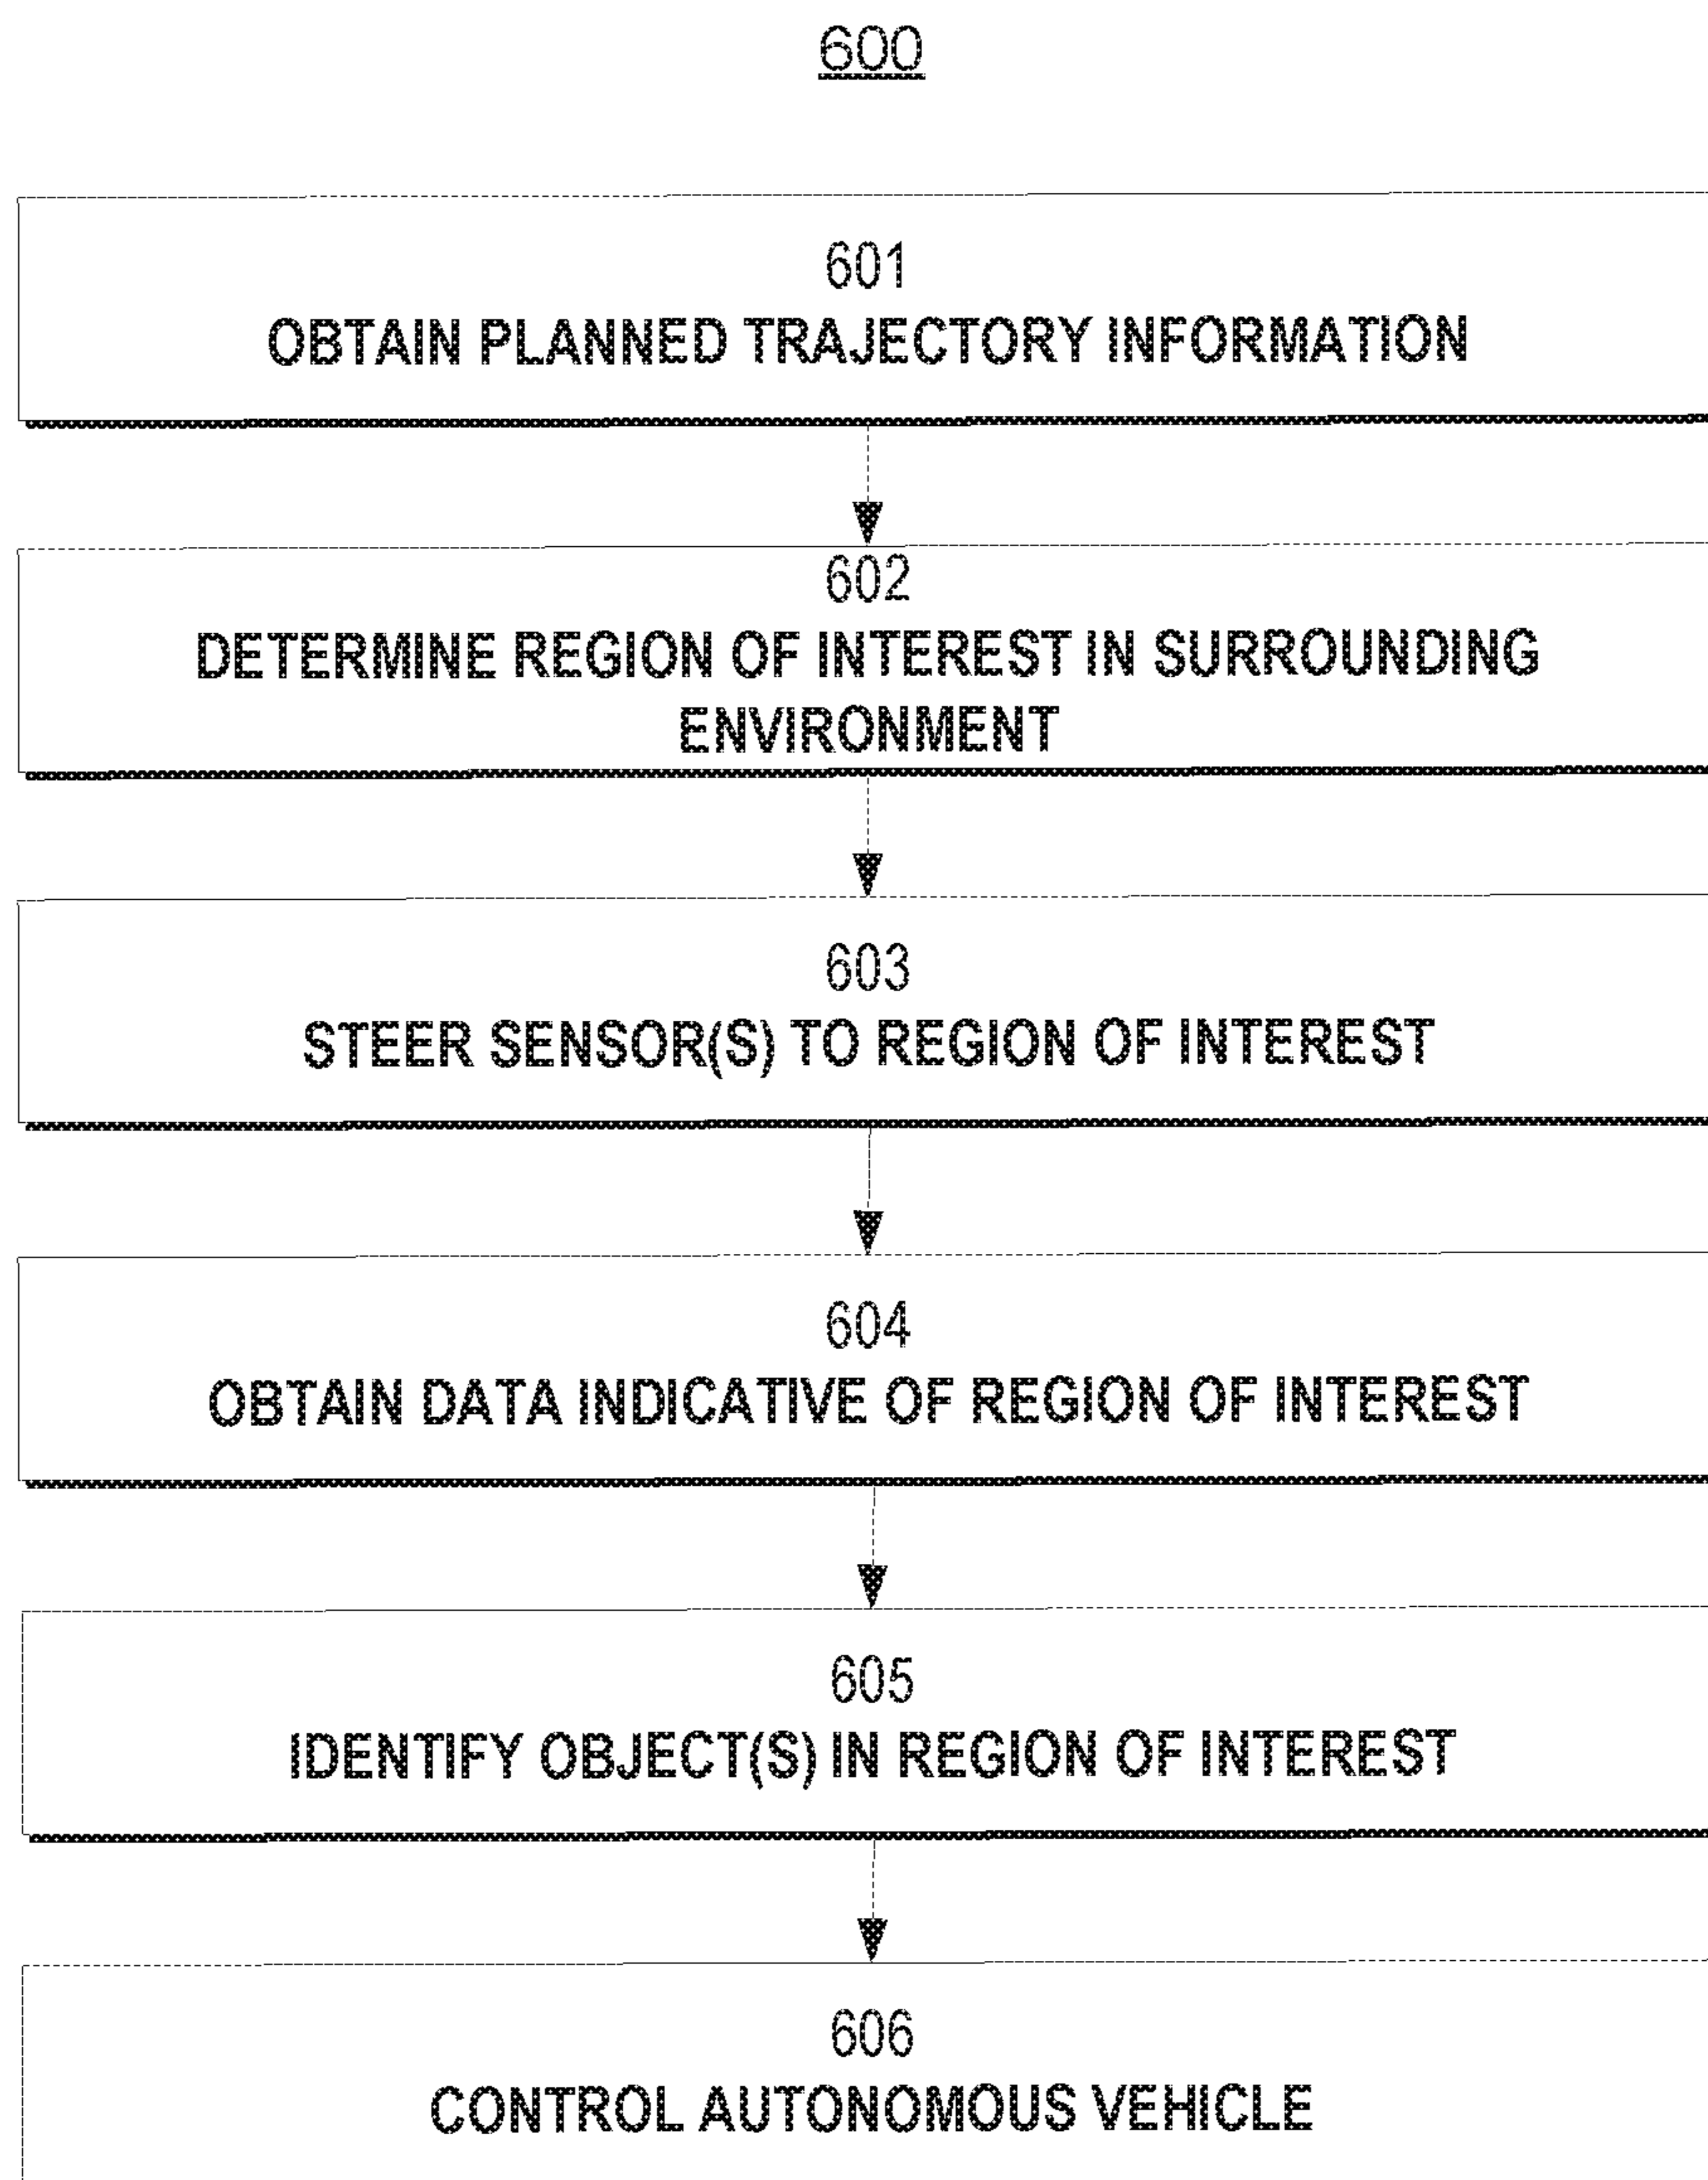 600
601
OBTAIN PLANNED TRAJECTORY INFORMATION
602
DETERMINE REGION OF INTEREST IN SURROUNDING
ENVIRONMENT
603
STEER SENSOR(S) TO REGION OF INTEREST
604
OBTAIN DATA INDICATIVE OF REGION OF INTEREST
605
IDENTIFY OBJECT(S) IN REGION OF INTEREST
606
CONTROL AUTONOMOUS VEHICLE